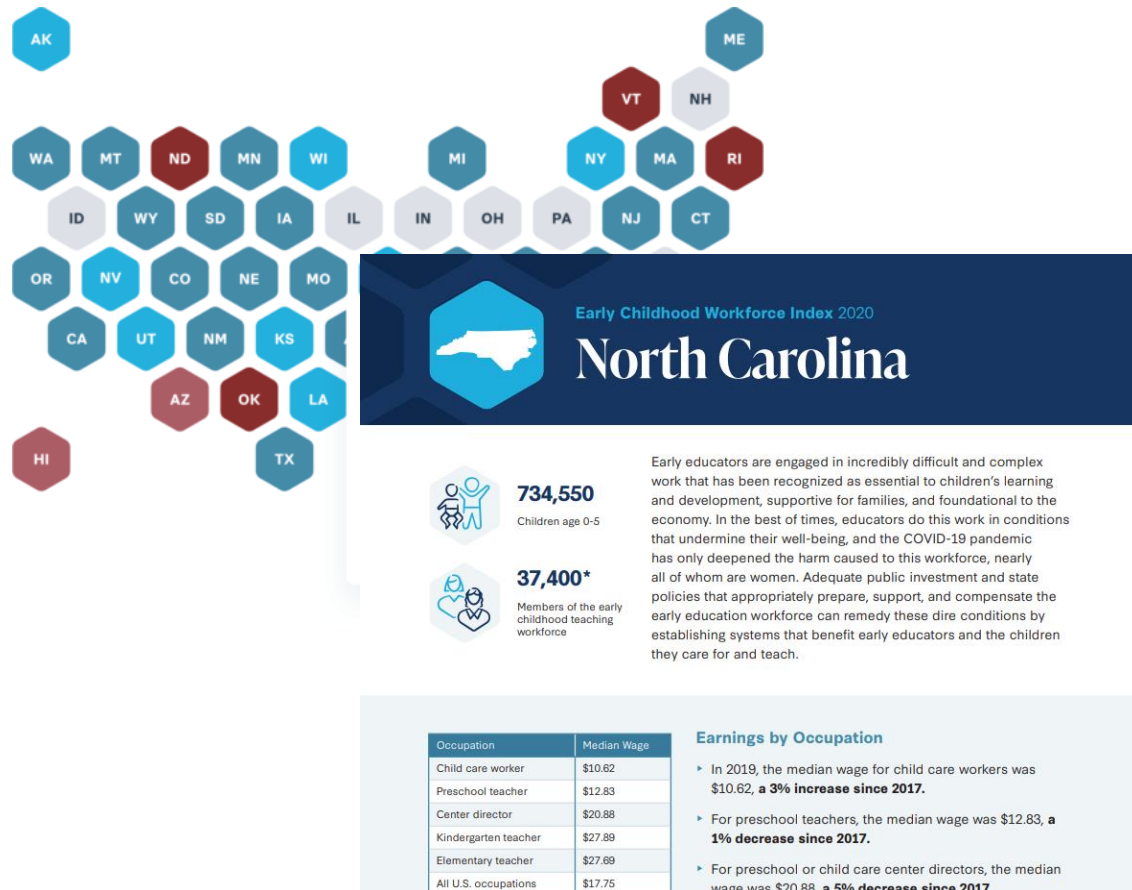 AK
ME
VT
NH
WA
MT
ND
MN
WI
MI
NY
MA
RI
ID
WY
SD
IA
IL
IN
OH
PA
NJ
CT
OR
NV
CO
NE
MO
CA
UT
NM
KS
AZ
OK
LA
HI
TX
Early Childhood Workforce Index 2020
North Carolina
734,550
Children age 0-5
37,400*
Members of the early
childhood teaching
workforce
Early educators are engaged in incredibly difficult and complex
work that has been recognized as essential to children's learning
and development, supportive for families, and foundational to the
economy. In the best of times, educators do this work in conditions
that undermine their well-being, and the COVID-19 pandemic
has only deepened the harm caused to this workforce, nearly
all of whom are women. Adequate public investment and state
policies that appropriately prepare, support, and compensate the
early education workforce can remedy these dire conditions by
establishing systems that benefit early educators and the children
they care for and teach.
Occupation Median Wage
Child care worker $10.62
Preschool teacher $12.83
Center director $20.88
Kindergarten teacher $27.89
Elementary teacher $27.69
All U.S. occupations $17.75
Earnings by Occupation
‣ In 2019, the median wage for child care workers was
$10.62, a 3% increase since 2017.
‣ For preschool teachers, the median wage was $12.83, a
1% decrease since 2017.
‣ For preschool or child care center directors, the median
wage was $20.88, a 5% decrease since 2017